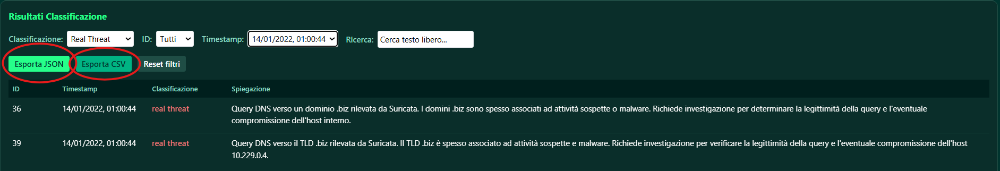 Risultati Classificazione
Classificazione: Real Threat ID: Tutti Timestamp: 14/01/2022, 01:00:44 Ricerca: Cerca testo libero...
Esporta JSON Esporta CSV Reset filtri
ID Timestamp Classificazione Spiegazione
36 14/01/2022, 01:00:44 real threat Query DNS verso un dominio .biz rilevata da Suricata. I domini .biz sono spesso associati ad attività sospette o malware. Richiede investigazione per determinare la legittimità della query e l'eventuale
compromissione dell'host interno.
39 14/01/2022, 01:00:44 real threat Query DNS verso il TLD .biz rilevata da Suricata. Il TLD .biz è spesso associato ad attività sospette e malware. Richiede investigazione per verificare la legittimità della query e l'eventuale compromissione dell'host
10.229.0.4.